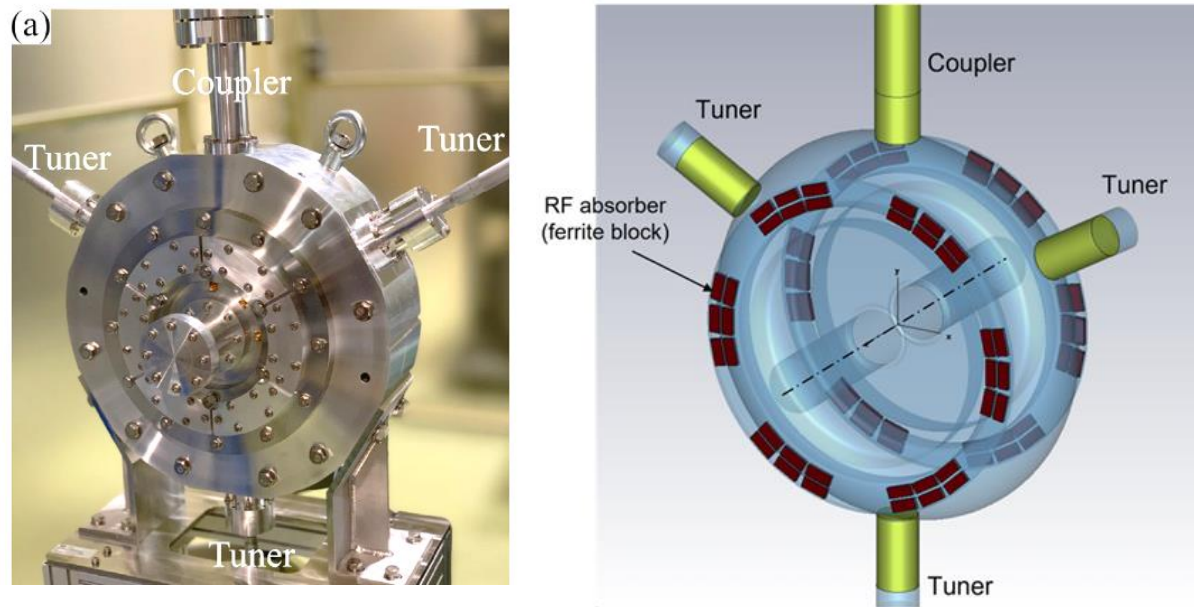 (a)
Coupler
Tuner
Tuner
Tuner
Coupler
Tuner
Tuner
RF absorber
(ferrite block)
y
x
Tuner